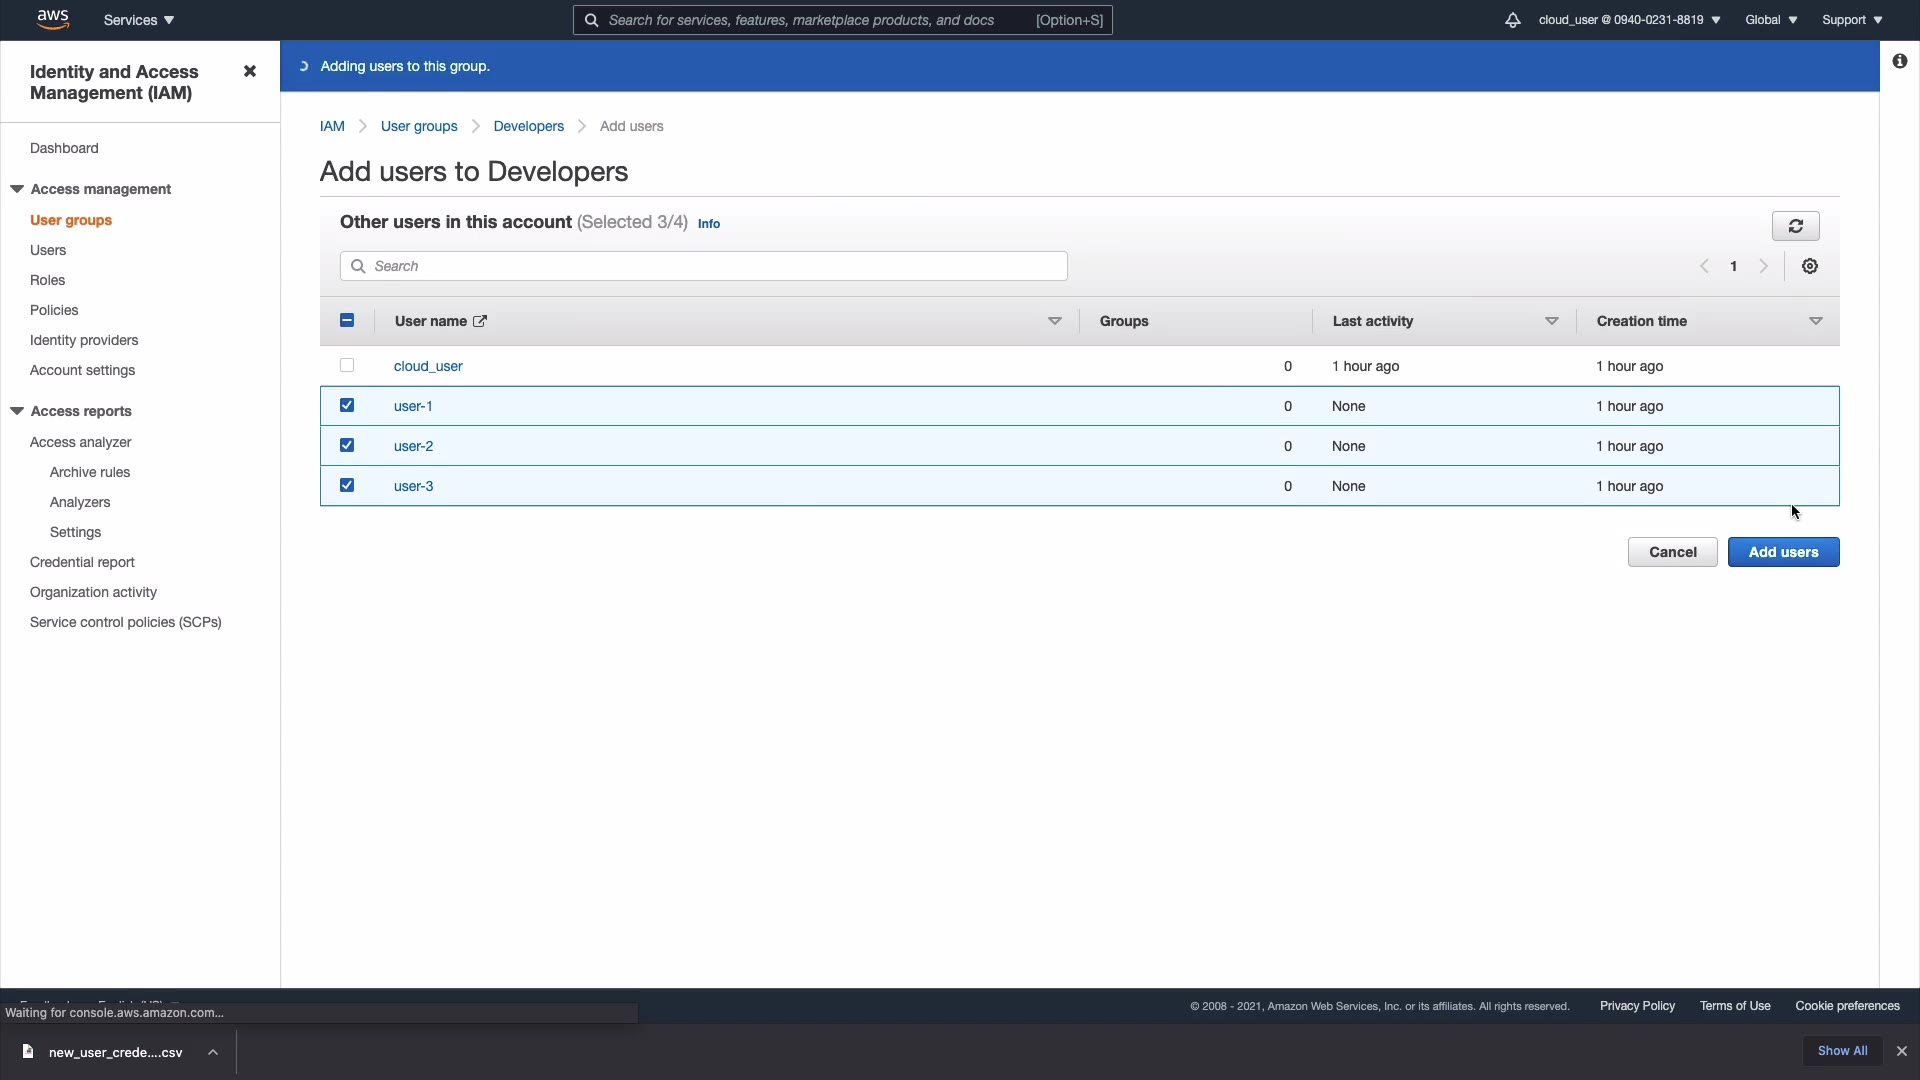 aws
Services
Search for services, features, marketplace products, and docs
[Option+S]
cloud_user @ 0940-0231-8819
Global
Support
Identity and Access
Management (IAM)
Adding users to this group.
IAM
User groups
Developers
Add users
Dashboard
Access management
User groups
Users
Roles
Policies
Identity providers
Account settings
Access reports
Access analyzer
Archive rules
Analyzers
Settings
Credential report
Organization activity
Service control policies (SCPs)
Add users to Developers
Other users in this account (Selected 3/4) Info
Search
1
User name
Groups
Last activity
Creation time
cloud_user 0 1 hour ago 1 hour ago
user-1 0 None 1 hour ago
user-2 0 None 1 hour ago
user-3 0 None 1 hour ago
Cancel
Add users
Waiting for console.aws.amazon.com...
© 2008 - 2021, Amazon Web Services, Inc. or its affiliates. All rights reserved.
Privacy Policy
Terms of Use
Cookie preferences
new_user_crede....csv
Show All